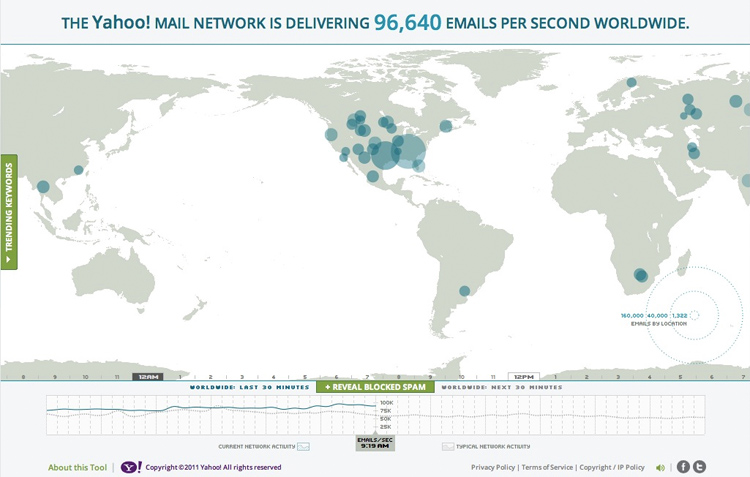 THE Yahoo! MAIL NETWORK IS DELIVERING 96,640 EMAILS PER SECOND WORLDWIDE.
TRENDING KEYWORDS
160,000 40,000 1,322
EMAILS BY LOCATION
8 9 10 11 12AM 1 2 3 4 5 6 7 8 9 10 11 12PM 1 2 3 4 5 6 7
WORLDWIDE: LAST 30 MINUTES + REVEAL BLOCKED SPAM WORLDWIDE: NEXT 30 MINUTES
100K
75K
50K
25K
EMAILS/SEC
9:19 AM
CURRENT NETWORK ACTIVITY TYPICAL NETWORK ACTIVITY
About this Tool | Y! Copyright ©2011 Yahoo! All rights reserved Privacy Policy | Terms of Service | Copyright / IP Policy